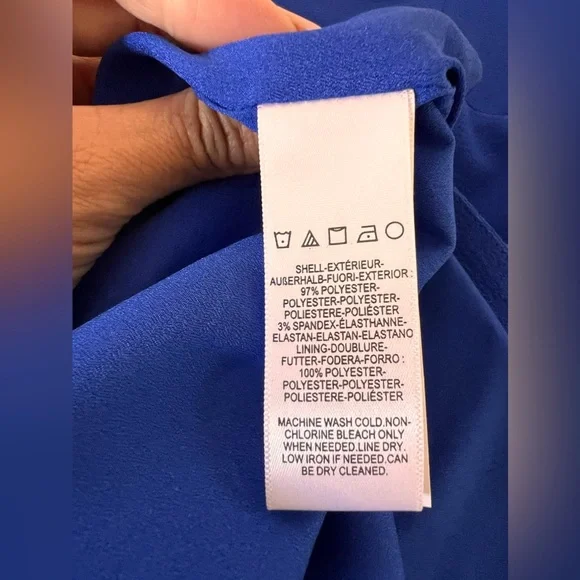 SHELL-EXTÉRIEUR-
AUßERHALB-FUORI-EXTERIOR :
97% POLYESTER-
POLYESTER-POLYESTER-
POLIESTERE-POLIÉSTER
3% SPANDEX-ÉLASTHANNE-
ELASTAN-ELASTAN-ELASTANO
LINING-DOUBLURE-
FUTTER-FODERA-FORRO :
100% POLYESTER-
POLYESTER-POLYESTER-
POLIESTERE-POLIÉSTER
MACHINE WASH COLD.NON-
CHLORINE BLEACH ONLY
WHEN NEEDED.LINE DRY.
LOW IRON IF NEEDED.CAN
BE DRY CLEANED.